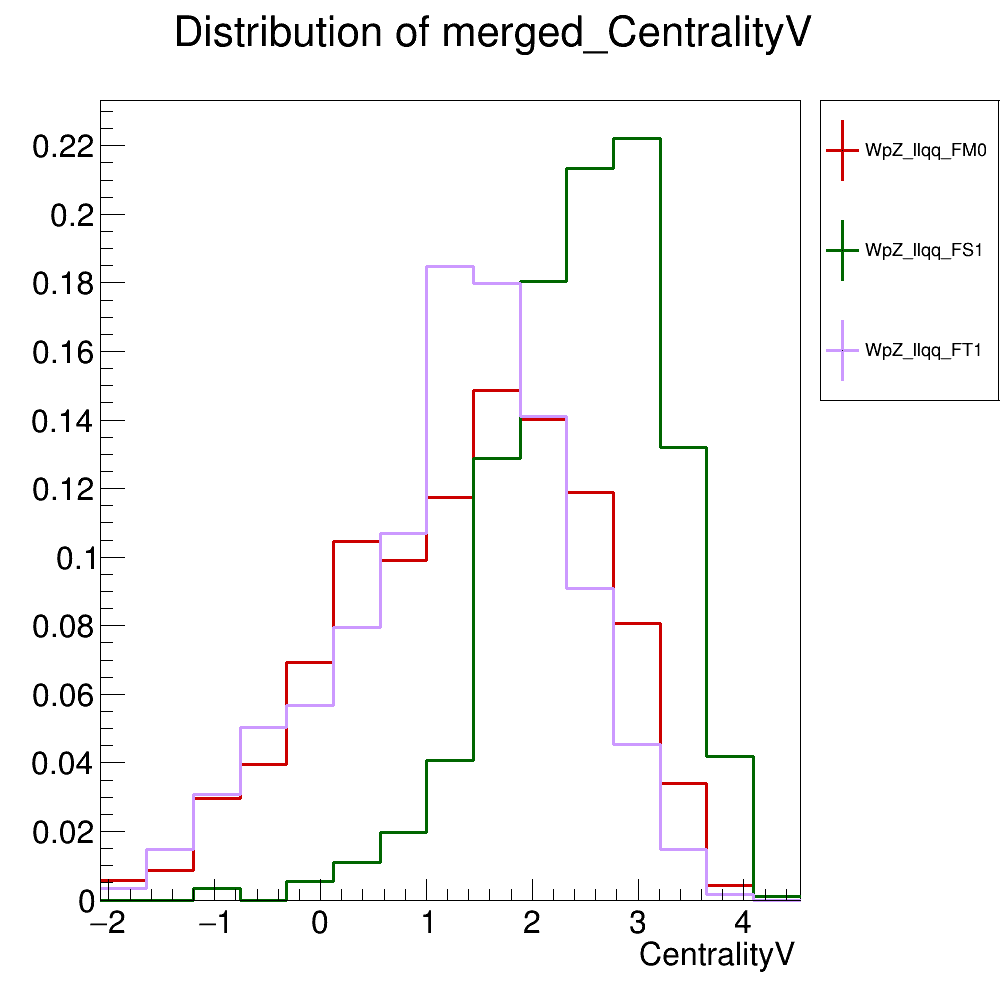 Distribution of merged_CentralityV
0.22
0.2
0.18
0.16
0.14
0.12
0.1
0.08
0.06
0.04
0.02
0
−2 −1 0 1 2 3 4
CentralityV
WpZ_llqq_FM0
WpZ_llqq_FS1
WpZ_llqq_FT1